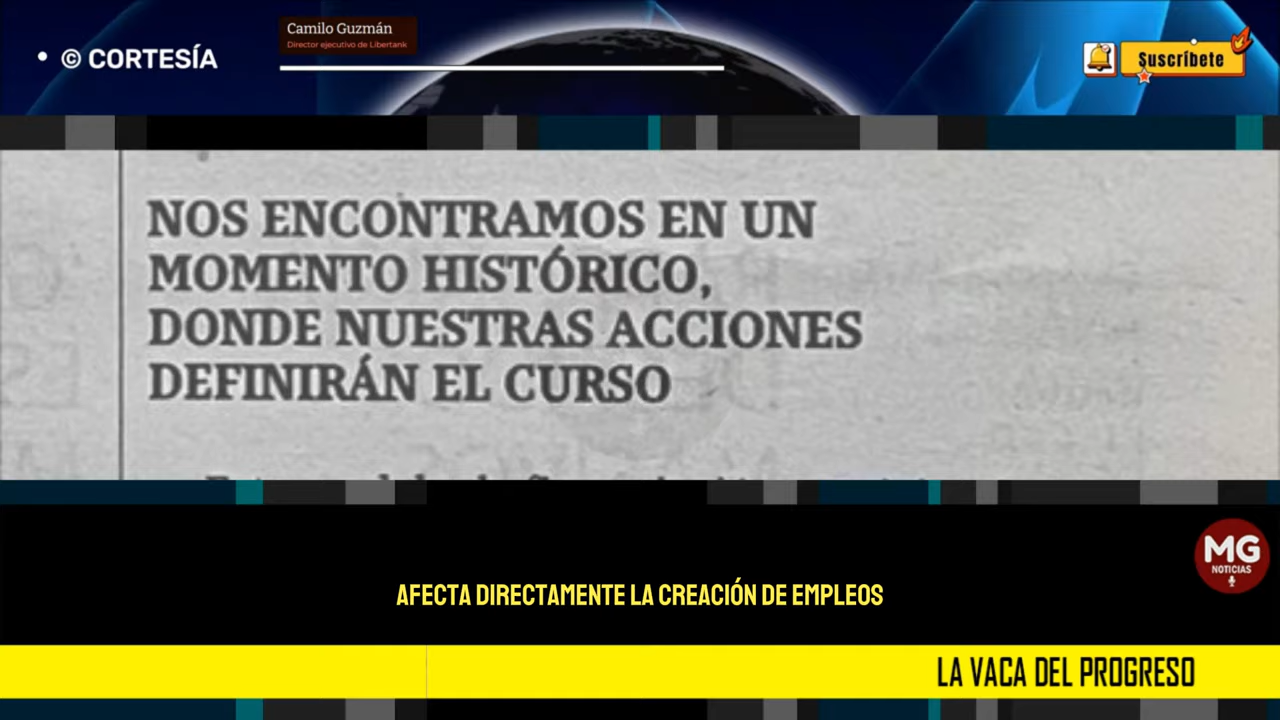 Camilo Guzmán
Director ejecutivo de Libertank
• © CORTESÍA
Suscríbete
NOS ENCONTRAMOS EN UN
MOMENTO HISTÓRICO,
DONDE NUESTRAS ACCIONES
DEFINIRÁN EL CURSO
MG
NOTICIAS
AFECTA DIRECTAMENTE LA CREACIÓN DE EMPLEOS
LA VACA DEL PROGRESO